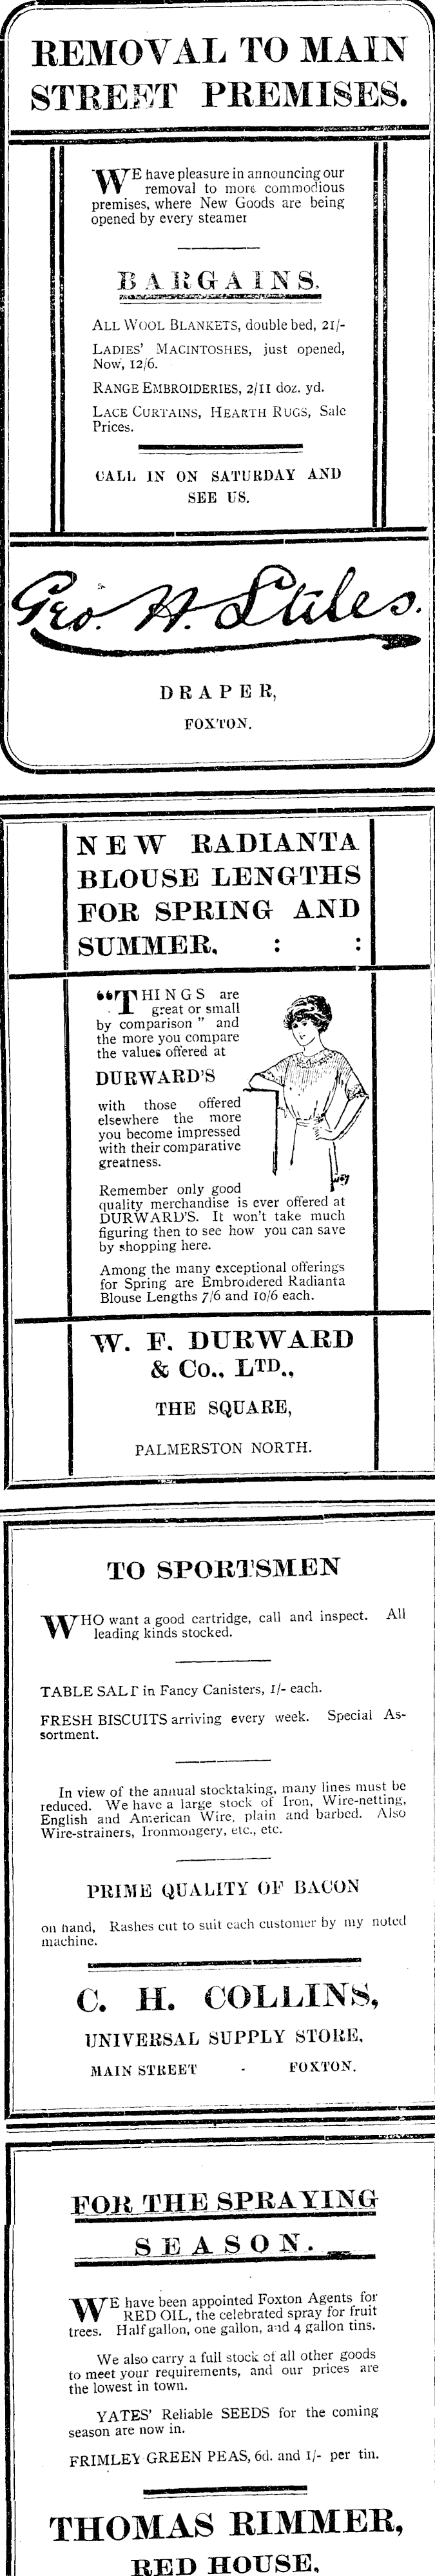 REMOVAL TO MAIN
STREET PREMISES.
WE have pleasure in announcing our
removal to more commodious
premises, where New Goods are being
opened by every steamer
BARGAINS.
ALL WOOL BLANKETS, double bed, 21/-
LADIES' MACINTOSHES, just opened,
Now, 12/6.
RANGE EMBROIDERIES, 2/11 doz. yd.
LACE CURTAINS, HEARTH RUGS, Sale
Prices.
CALL IN ON SATURDAY AND
SEE US.
Geo. H. Stiles.
DRAPER,
FOXTON.
NEW RADIANTA
BLOUSE LENGTHS
FOR SPRING AND
SUMMER. : :
"THINGS are
great or small
by comparison" and
the more you compare
the values offered at
DURWARD'S
with those offered
elsewhere the more
you become impressed
with their comparative
greatness.
Remember only good
quality merchandise is ever offered at
DURWARD'S. It won't take much
figuring then to see how you can save
by shopping here.
Among the many exceptional offerings
for Spring are Embroidered Radianta
Blouse Lengths 7/6 and 10/6 each.
W. F. DURWARD
& Co., LTD.,
THE SQUARE,
PALMERSTON NORTH.
TO SPORTSMEN
WHO want a good cartridge, call and inspect. All
leading kinds stocked.
TABLE SALT in Fancy Canisters, 1/- each.
FRESH BISCUITS arriving every week. Special As-
sortment.
In view of the annual stocktaking, many lines must be
reduced. We have a large stock of Iron, Wire-netting,
English and American Wire, plain and barbed. Also
Wire-strainers, Ironmongery, etc., etc.
PRIME QUALITY OF BACON
on hand, Rashes cut to suit each customer by my noted
machine.
C. H. COLLINS,
UNIVERSAL SUPPLY STORE,
MAIN STREET - FOXTON.
FOR THE SPRAYING
SEASON.
WE have been appointed Foxton Agents for
RED OIL, the celebrated spray for fruit
trees. Half gallon, one gallon, and 4 gallon tins.
We also carry a full stock of all other goods
to meet your requirements, and our prices are
the lowest in town.
YATES' Reliable SEEDS for the coming
season are now in.
FRIMLEY GREEN PEAS, 6d. and 1/- per tin.
THOMAS RIMMER,
RED HOUSE.